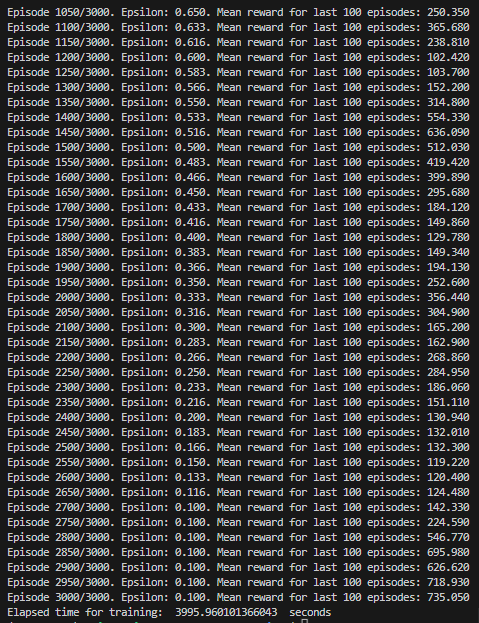 Episode 1050/3000. Epsilon: 0.650. Mean reward for last 100 episodes: 250.350
Episode 1100/3000. Epsilon: 0.633. Mean reward for last 100 episodes: 365.680
Episode 1150/3000. Epsilon: 0.616. Mean reward for last 100 episodes: 238.810
Episode 1200/3000. Epsilon: 0.600. Mean reward for last 100 episodes: 102.420
Episode 1250/3000. Epsilon: 0.583. Mean reward for last 100 episodes: 103.700
Episode 1300/3000. Epsilon: 0.566. Mean reward for last 100 episodes: 152.200
Episode 1350/3000. Epsilon: 0.550. Mean reward for last 100 episodes: 314.800
Episode 1400/3000. Epsilon: 0.533. Mean reward for last 100 episodes: 554.330
Episode 1450/3000. Epsilon: 0.516. Mean reward for last 100 episodes: 636.090
Episode 1500/3000. Epsilon: 0.500. Mean reward for last 100 episodes: 512.030
Episode 1550/3000. Epsilon: 0.483. Mean reward for last 100 episodes: 419.420
Episode 1600/3000. Epsilon: 0.466. Mean reward for last 100 episodes: 399.890
Episode 1650/3000. Epsilon: 0.450. Mean reward for last 100 episodes: 295.680
Episode 1700/3000. Epsilon: 0.433. Mean reward for last 100 episodes: 184.120
Episode 1750/3000. Epsilon: 0.416. Mean reward for last 100 episodes: 149.860
Episode 1800/3000. Epsilon: 0.400. Mean reward for last 100 episodes: 129.780
Episode 1850/3000. Epsilon: 0.383. Mean reward for last 100 episodes: 149.340
Episode 1900/3000. Epsilon: 0.366. Mean reward for last 100 episodes: 194.130
Episode 1950/3000. Epsilon: 0.350. Mean reward for last 100 episodes: 252.600
Episode 2000/3000. Epsilon: 0.333. Mean reward for last 100 episodes: 356.440
Episode 2050/3000. Epsilon: 0.316. Mean reward for last 100 episodes: 304.900
Episode 2100/3000. Epsilon: 0.300. Mean reward for last 100 episodes: 165.200
Episode 2150/3000. Epsilon: 0.283. Mean reward for last 100 episodes: 162.900
Episode 2200/3000. Epsilon: 0.266. Mean reward for last 100 episodes: 268.860
Episode 2250/3000. Epsilon: 0.250. Mean reward for last 100 episodes: 284.950
Episode 2300/3000. Epsilon: 0.233. Mean reward for last 100 episodes: 186.060
Episode 2350/3000. Epsilon: 0.216. Mean reward for last 100 episodes: 151.110
Episode 2400/3000. Epsilon: 0.200. Mean reward for last 100 episodes: 130.940
Episode 2450/3000. Epsilon: 0.183. Mean reward for last 100 episodes: 132.010
Episode 2500/3000. Epsilon: 0.166. Mean reward for last 100 episodes: 132.300
Episode 2550/3000. Epsilon: 0.150. Mean reward for last 100 episodes: 119.220
Episode 2600/3000. Epsilon: 0.133. Mean reward for last 100 episodes: 120.400
Episode 2650/3000. Epsilon: 0.116. Mean reward for last 100 episodes: 124.480
Episode 2700/3000. Epsilon: 0.100. Mean reward for last 100 episodes: 142.330
Episode 2750/3000. Epsilon: 0.100. Mean reward for last 100 episodes: 224.590
Episode 2800/3000. Epsilon: 0.100. Mean reward for last 100 episodes: 546.770
Episode 2850/3000. Epsilon: 0.100. Mean reward for last 100 episodes: 695.980
Episode 2900/3000. Epsilon: 0.100. Mean reward for last 100 episodes: 626.620
Episode 2950/3000. Epsilon: 0.100. Mean reward for last 100 episodes: 718.930
Episode 3000/3000. Epsilon: 0.100. Mean reward for last 100 episodes: 735.050
Elapsed time for training:  3995.960101366043  seconds